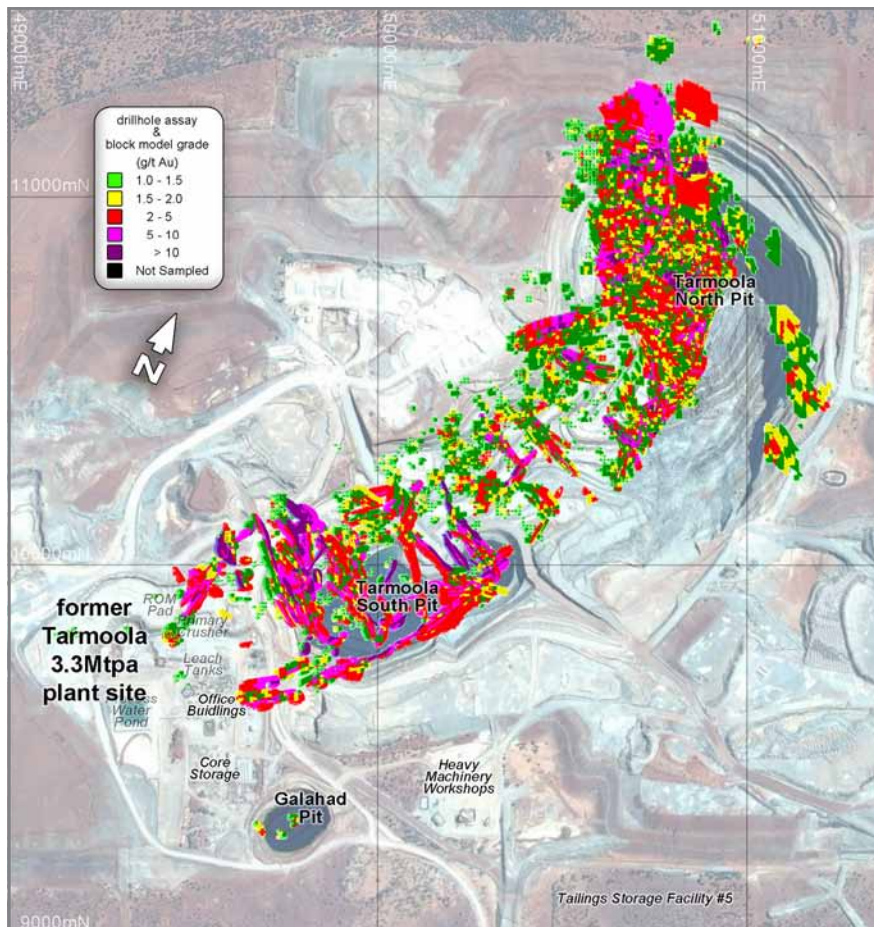 49000mE
50000mE
51000mE
drillhole assay
&
block model grade
(g/t Au)
1.0 - 1.5
1.5 - 2.0
2 - 5
5 - 10
> 10
Not Sampled
11000mN
N
Tarmoola
North Pit
10000mN
Tarmoola
South Pit
former
Tarmoola
3.3Mtpa
plant site
ROM
Pad
Primary
Crusher
Leach
Tanks
Water
Pond
Office
Buidlings
Core
Storage
Heavy
Machinery
Workshops
Galahad
Pit
Tailings Storage Facility #5
9000mN